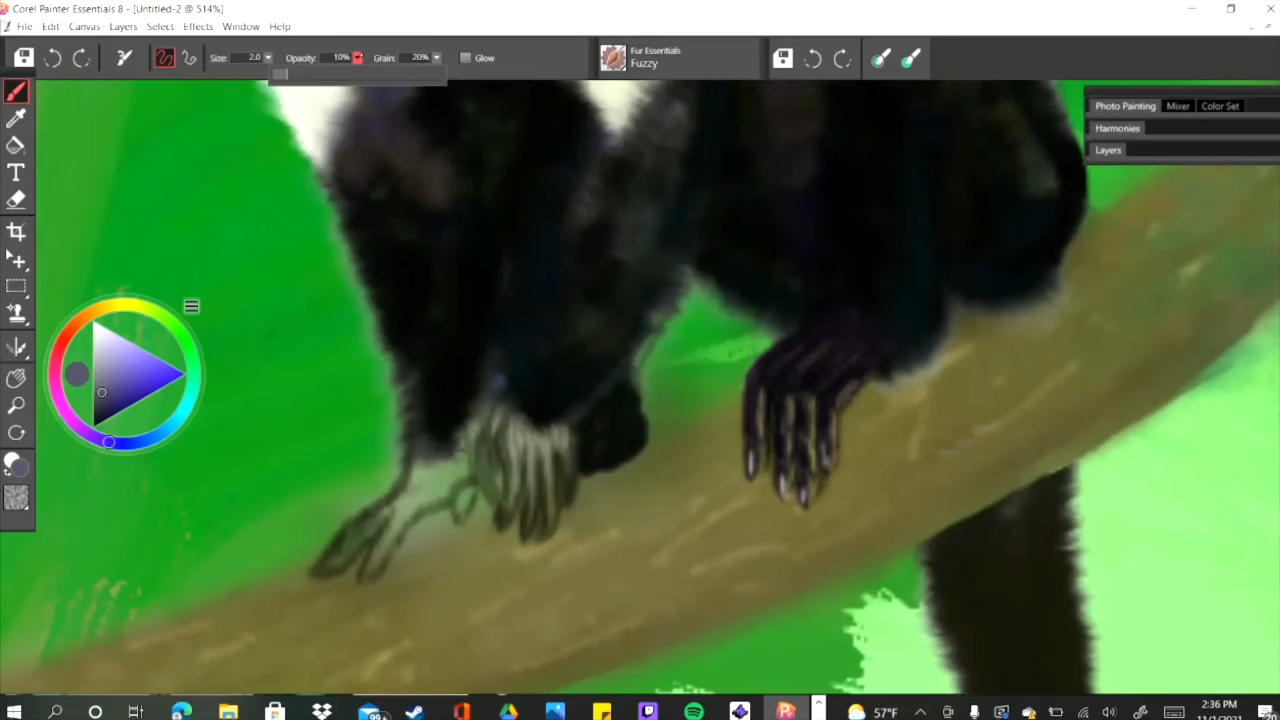 Corel Painter Essentials 8 - [Untitled-2 @ 514%]
File Edit Canvas Layers Select Effects Window Help
Size: 2.0 Opacity: 10% Grain: 20% Glow
Fur Essentials
Fuzzy
Photo Painting Mixer Color Set
Harmonies
Layers
T
99+
57°F
2:36 PM